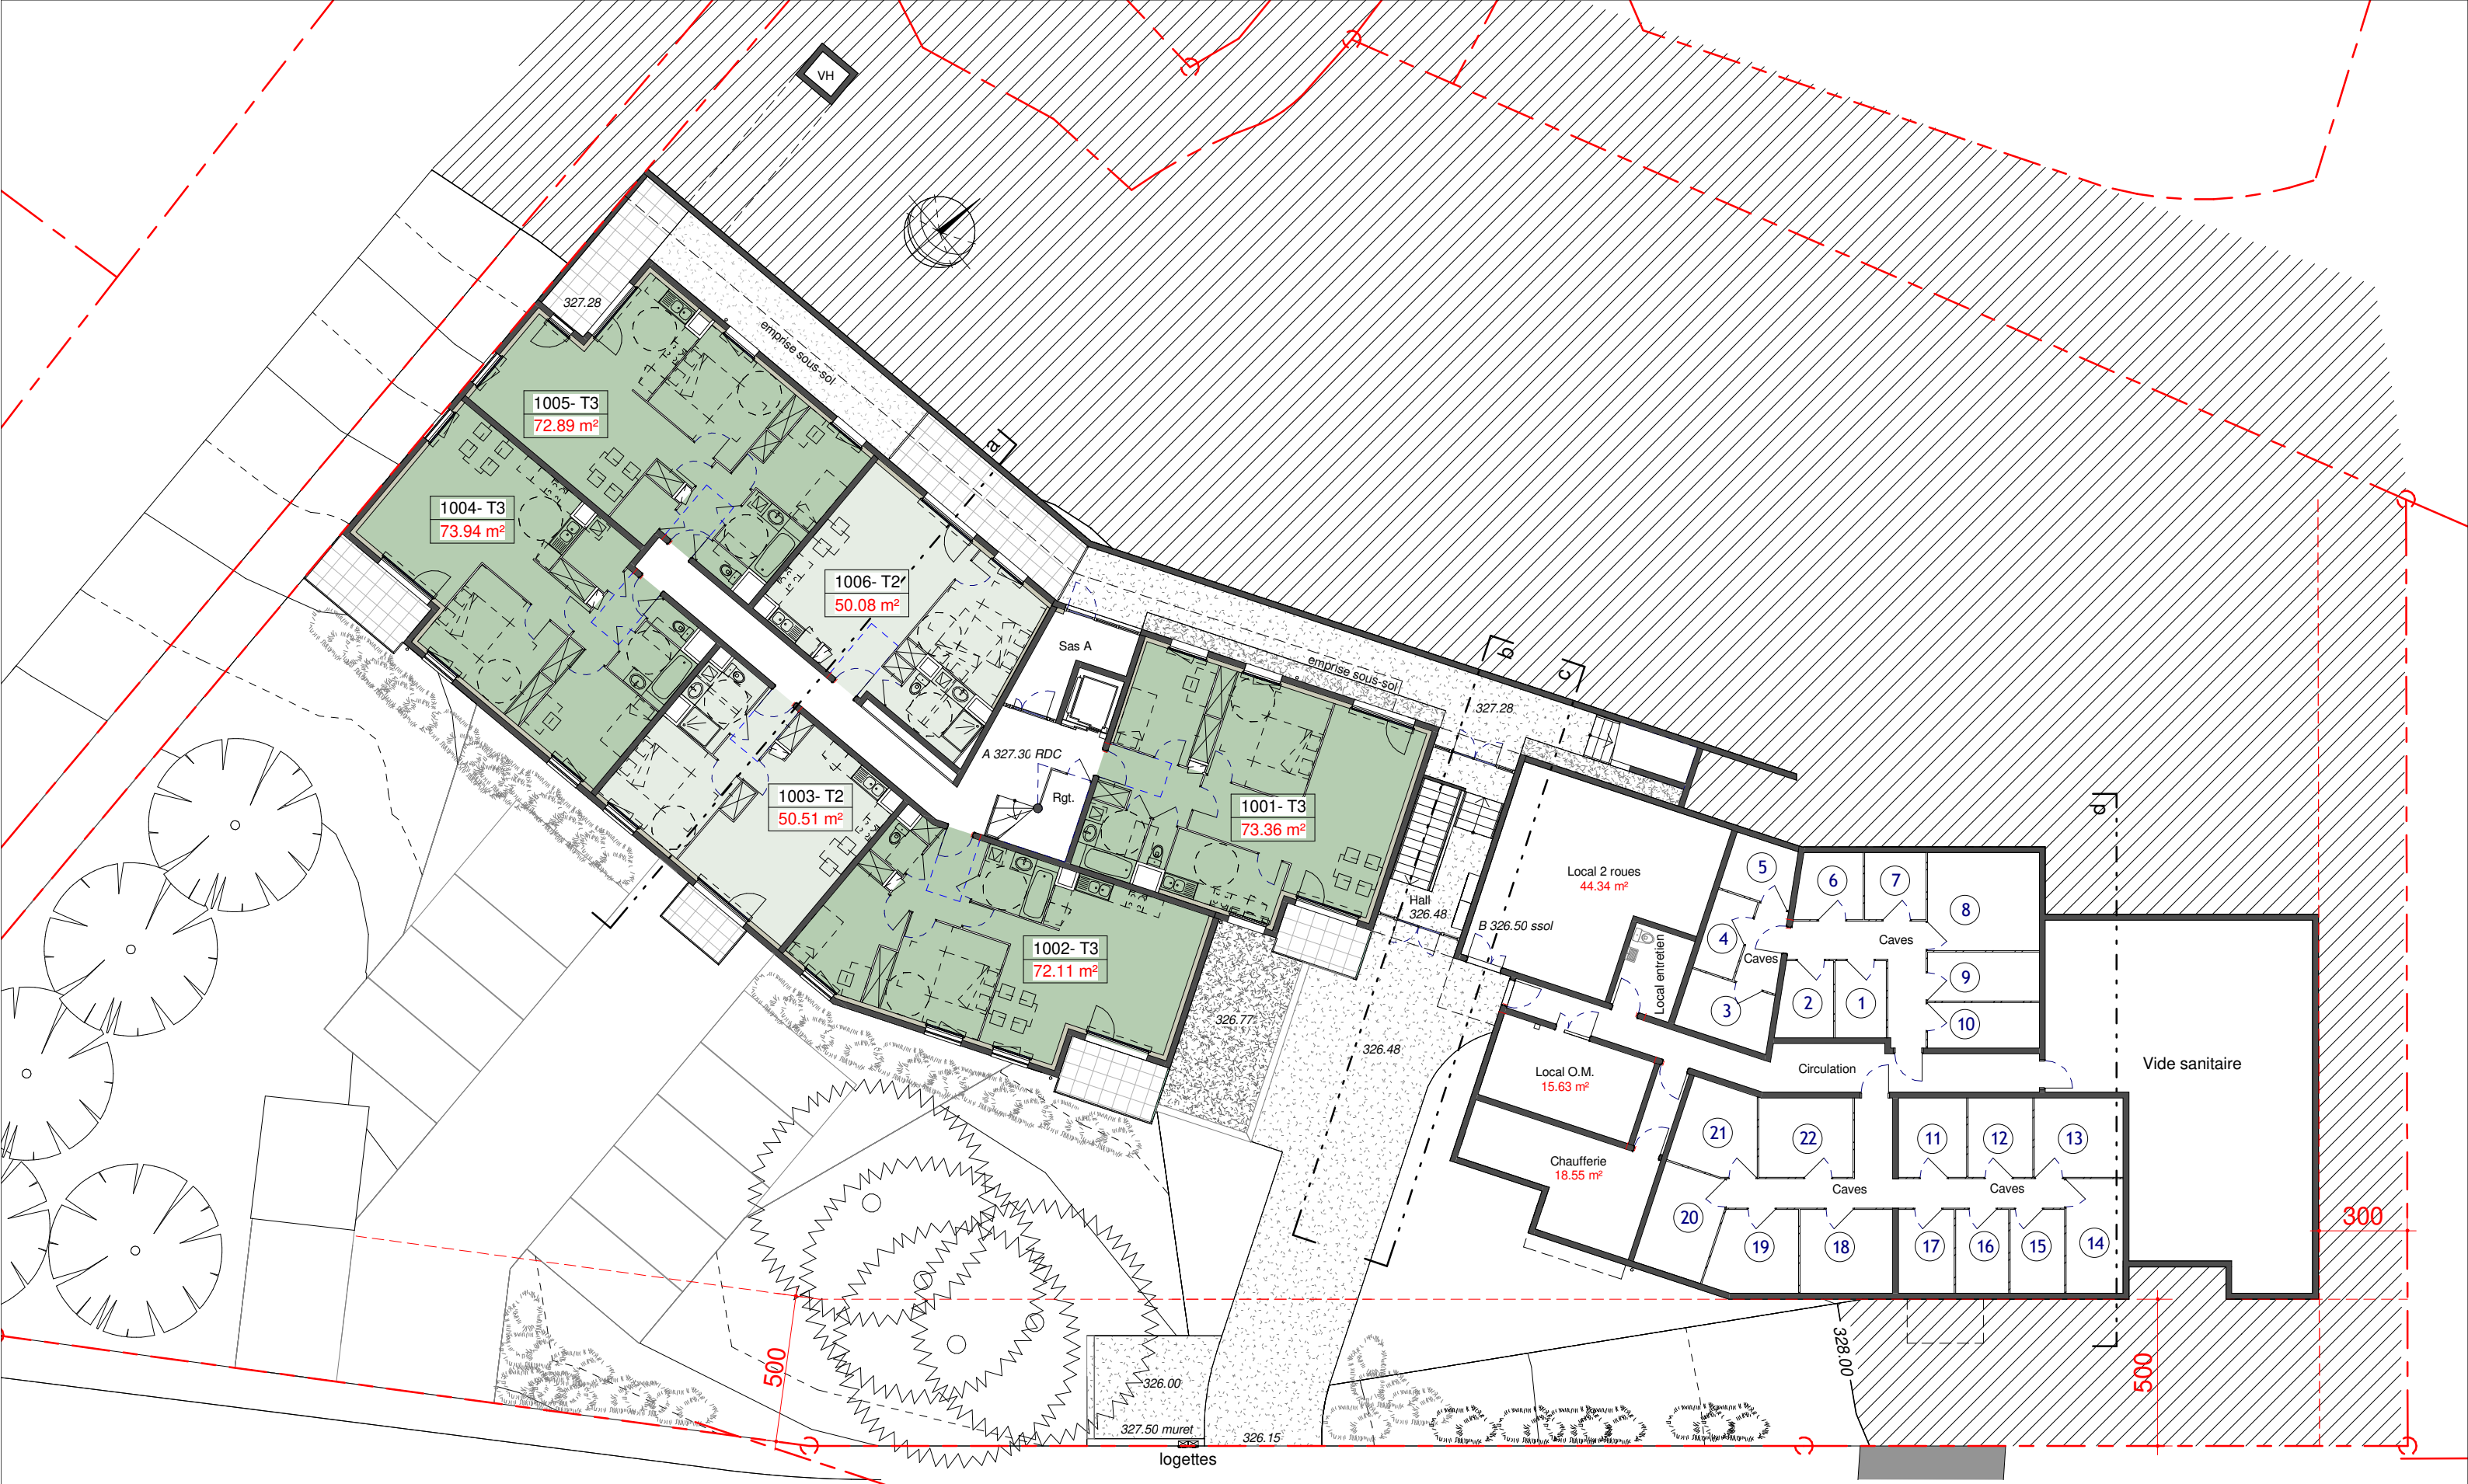 VH
327.28
emprise sous-sol
a
1005- T3
72.89 m²
1004- T3
73.94 m²
1006- T2
50.08 m²
Sas A
emprise sous-sol
b
c
327.28
A 327.30 RDC
Rgt.
1003- T2
50.51 m²
1001- T3
73.36 m²
d
Local 2 roues
44.34 m²
Hall
326.48
B 326.50 ssol
Local entretien
5
6
7
8
4
Caves
Caves
9
3
2
1
10
1002- T3
72.11 m²
326.77
326.48
Local O.M.
15.63 m²
Circulation
Vide sanitaire
Chaufferie
18.55 m²
21
22
11
12
13
Caves
Caves
20
19
18
17
16
15
14
300
500
328.00
500
326.00
327.50 muret
326.15
logettes